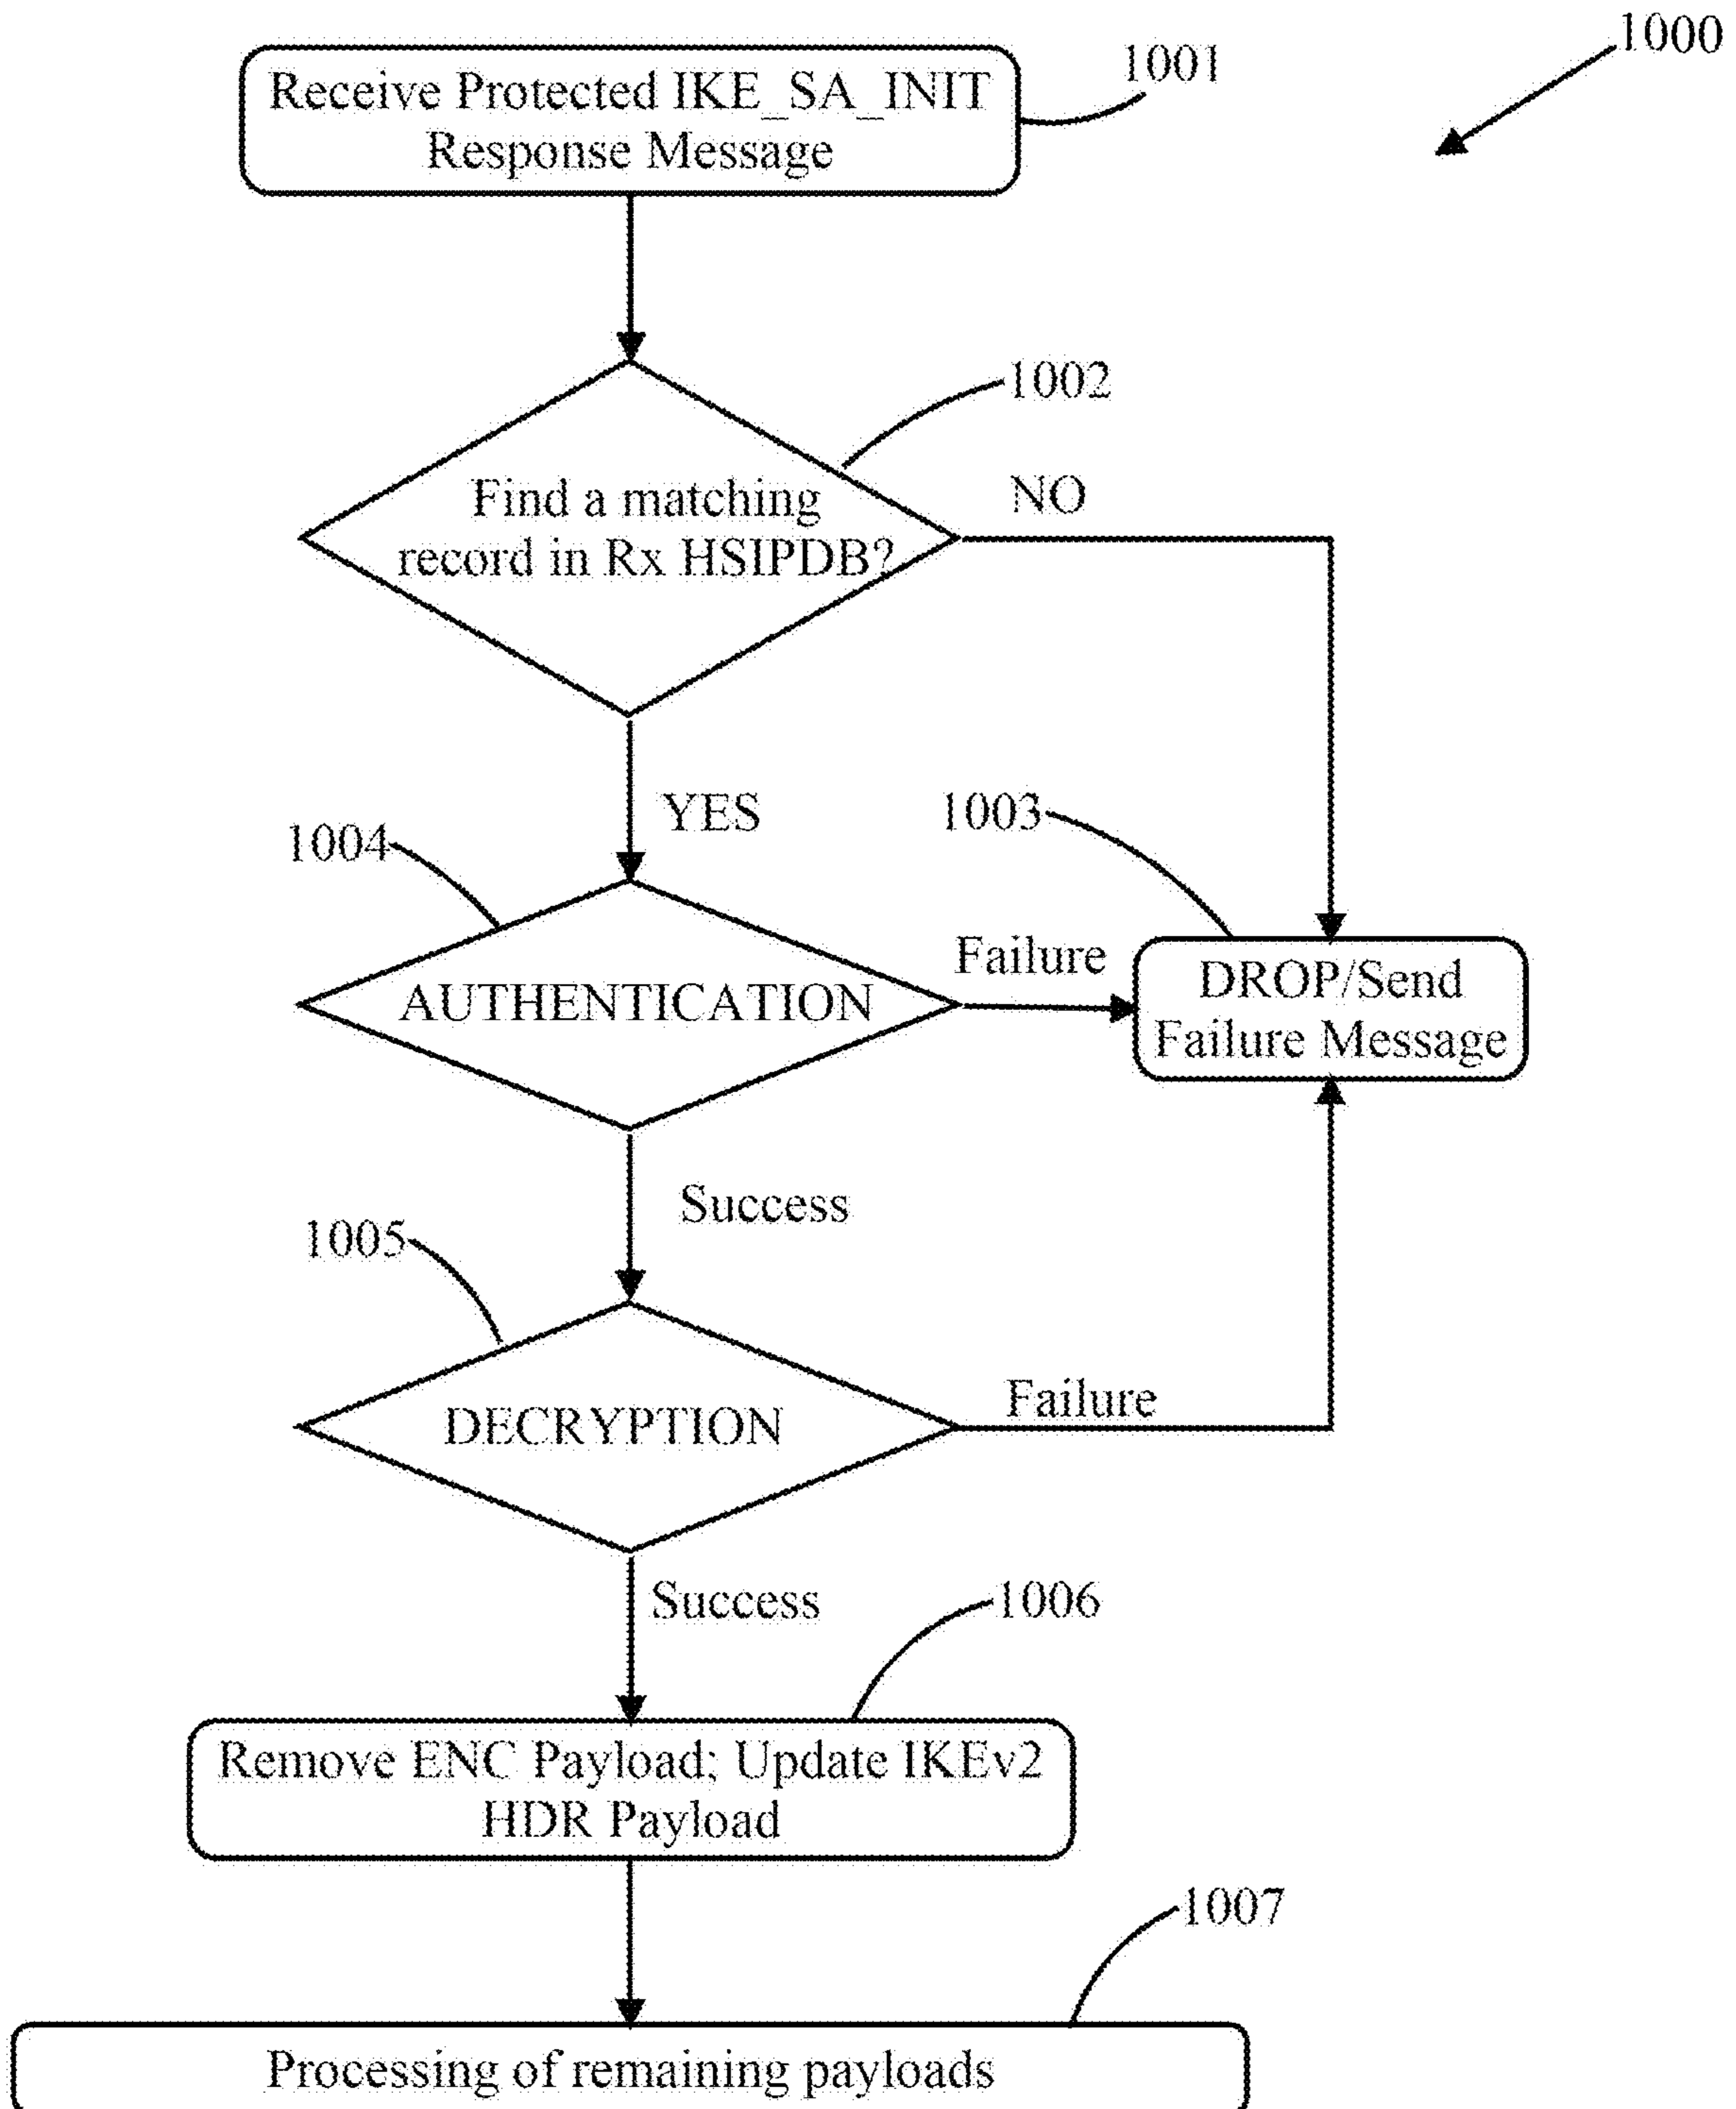 1000
1001
Receive Protected IKE_SA_INIT
Response Message
1002
Find a matching
record in Rx HSIPDB?
NO
YES
1003
1004
AUTHENTICATION
Failure
DROP/Send
Failure Message
Success
1005
DECRYPTION
Failure
Success
1006
Remove ENC Payload; Update IKEv2
HDR Payload
1007
Processing of remaining payloads